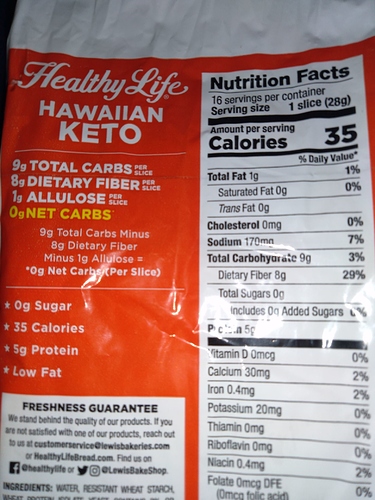 Healthy Life®
HAWAIIAN
KETO
9g TOTAL CARBS PER SLICE
8g DIETARY FIBER PER SLICE
1g ALLULOSE PER SLICE
0g NET CARBS*
9g Total Carbs Minus
8g Dietary Fiber
Minus 1g Allulose =
*0g Net Carbs (Per Slice)
★ 0g Sugar
★ 35 Calories
★ 5g Protein
★ Low Fat
FRESHNESS GUARANTEE
We stand behind the quality of our products. If you
are not satisfied with one of our products, reach out
to us at customerservice@lewisbakeries.com
or HealthyLifeBread.com. Find us on
@healthylife or @LewisBakeShop.
INGREDIENTS: WATER, RESISTANT WHEAT STARCH,
Nutrition Facts
16 servings per container
Serving size 1 slice (28g)
Amount per serving
Calories 35
% Daily Value*
Total Fat 1g 1%
Saturated Fat 0g 0%
Trans Fat 0g
Cholesterol 0mg 0%
Sodium 170mg 7%
Total Carbohydrate 9g 3%
Dietary Fiber 8g 29%
Total Sugars 0g
Includes 0g Added Sugars 0%
Protein 5g
Vitamin D 0mcg 0%
Calcium 30mg 2%
Iron 0.4mg 2%
Potassium 20mg 0%
Thiamin 0mg 0%
Riboflavin 0mg 0%
Niacin 0.4mg 2%
Folate 0mcg DFE 0%
(0mcg folic acid)